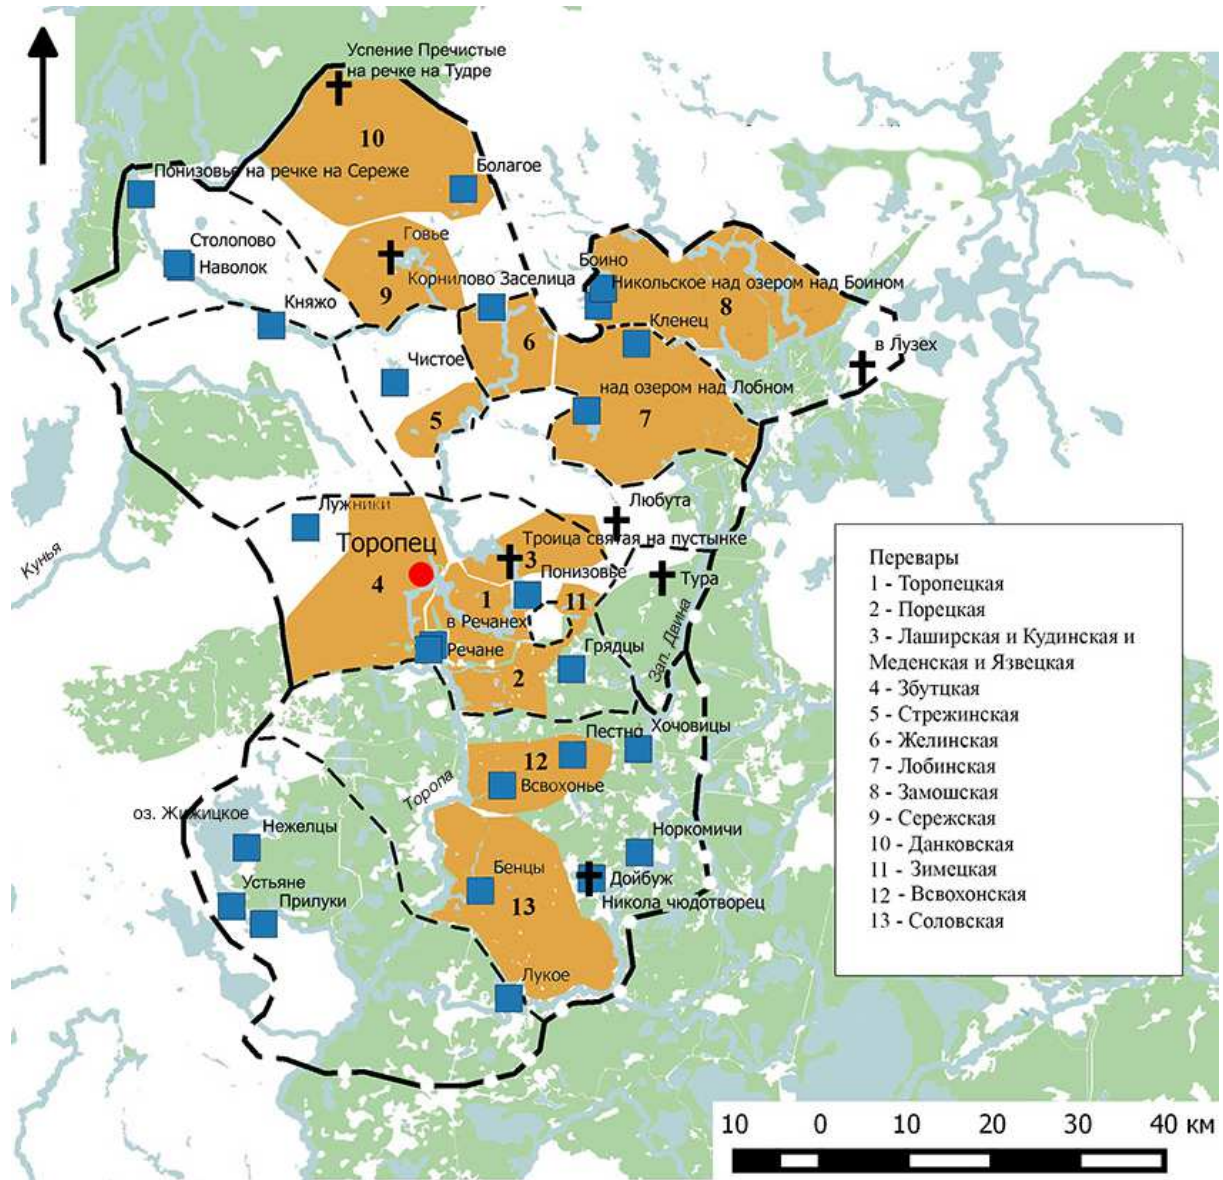 Успение Пречистые
на речке на Тудре
10
Понизовье на речке на Сереже
Болагое
Столопово
Наволок
Говье
Боино
Корнилово Заселица
Никольское над озером над Боином
9
8
Княжо
Кленец
6
в Лузех
Чистое
над озером над Лобном
5
7
Лужники
Любута
Троица святая на пустынке
Торопец
3
Кунья
4
Понизовье
Тура
1
11
в Речанех
Речане
Грядцы
Зап. Двина
2
Пестно
Хочовицы
12
Всвохонье
Торопа
оз. Жижицкое
Нежелцы
Норкомичи
Бенцы
Дойбуж
Устьяне
Прилуки
13
Никола чюдотворец
Лукое
Перевары
1 - Торопецкая
2 - Порецкая
3 - Лаширская и Кудинская и
Меденская и Язвецкая
4 - Збутцкая
5 - Стрежинская
6 - Желинская
7 - Лобинская
8 - Замошская
9 - Сережская
10 - Данковская
11 - Зимецкая
12 - Всвохонская
13 - Соловская
10 0 10 20 30 40 км